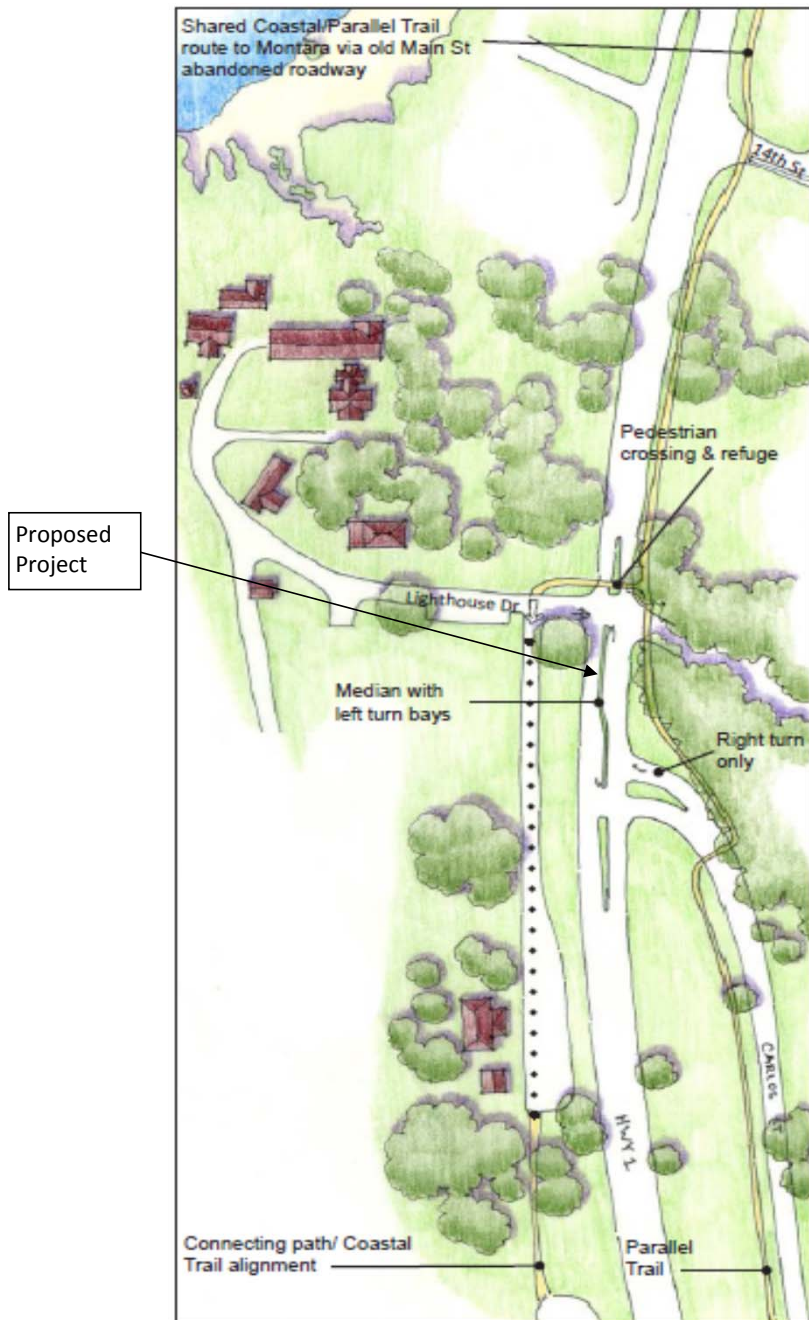 Shared Coastal/Parallel Trail
route to Montara via old Main St
abandoned roadway
14th St
Pedestrian
crossing & refuge
Proposed
Project
Lighthouse Dr
Median with
left turn bays
Right turn
only
CARLOS ST
HWY 1
Connecting path/ Coastal
Trail alignment
Parallel
Trail